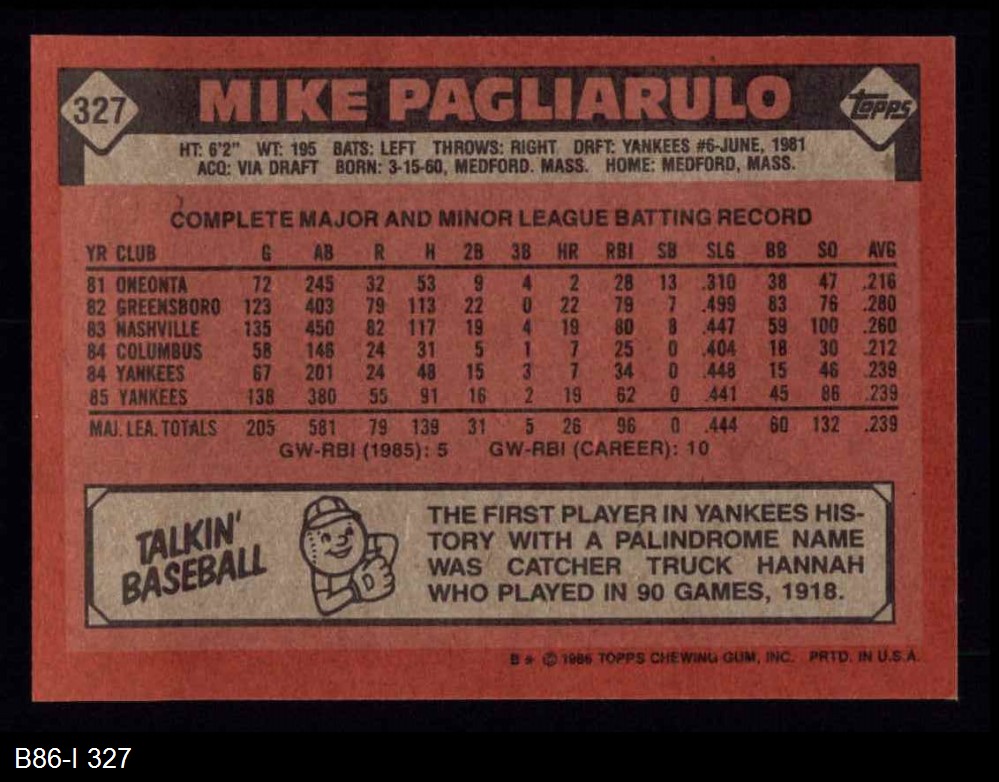 327
MIKE PAGLIARULO
TOPPS
HT: 6'2" WT: 195 BATS: LEFT THROWS: RIGHT DRFT: YANKEES #6-JUNE, 1981
ACQ: VIA DRAFT BORN: 3-15-60, MEDFORD. MASS. HOME: MEDFORD, MASS.
COMPLETE MAJOR AND MINOR LEAGUE BATTING RECORD
YR CLUB G AB R H 2B 3B HR RBI SB SLG BB SO AVG
81 ONEONTA 72 245 32 53 9 4 2 28 13 .310 38 47 .216
82 GREENSBORO 123 403 79 113 22 0 22 79 7 .499 83 76 .280
83 NASHVILLE 135 450 82 117 19 4 19 80 8 .447 59 100 .260
84 COLUMBUS 58 146 24 31 5 1 7 25 0 .404 18 30 .212
84 YANKEES 67 201 24 48 15 3 7 34 0 .448 15 46 .239
85 YANKEES 138 380 55 91 16 2 19 62 0 .441 45 86 .239
MAJ. LEA. TOTALS 205 581 79 139 31 5 26 96 0 .444 60 132 .239
GW-RBI (1985): 5 GW-RBI (CAREER): 10
TALKIN'
BASEBALL
THE FIRST PLAYER IN YANKEES HIS-
TORY WITH A PALINDROME NAME
WAS CATCHER TRUCK HANNAH
WHO PLAYED IN 90 GAMES, 1918.
B * © 1986 TOPPS CHEWING GUM, INC. PRTD. IN U.S.A.
B86-I 327